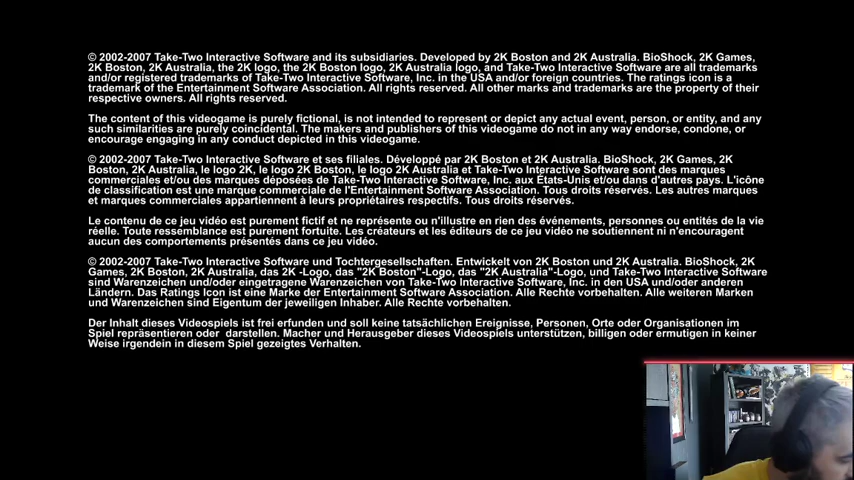 © 2002-2007 Take-Two Interactive Software and its subsidiaries. Developed by 2K Boston and 2K Australia. BioShock, 2K Games,
2K Boston, 2K Australia, the 2K logo, the 2K Boston logo, 2K Australia logo, and Take-Two Interactive Software are all trademarks
and/or registered trademarks of Take-Two Interactive Software, Inc. in the USA and/or foreign countries. The ratings icon is a
trademark of the Entertainment Software Association. All rights reserved. All other marks and trademarks are the property of their
respective owners. All rights reserved.
The content of this videogame is purely fictional, is not intended to represent or depict any actual event, person, or entity, and any
such similarities are purely coincidental. The makers and publishers of this videogame do not in any way endorse, condone, or
encourage engaging in any conduct depicted in this videogame.
© 2002-2007 Take-Two Interactive Software et ses filiales. Développé par 2K Boston et 2K Australia. BioShock, 2K Games, 2K
Boston, 2K Australia, le logo 2K, le logo 2K Boston, le logo 2K Australia et Take-Two Interactive Software sont des marques
commerciales et/ou des marques déposées de Take-Two Interactive Software, Inc. aux États-Unis et/ou dans d'autres pays. L'icône
de classification est une marque commerciale de l'Entertainment Software Association. Tous droits réservés. Les autres marques
et marques commerciales appartiennent à leurs propriétaires respectifs. Tous droits réservés.
Le contenu de ce jeu vidéo est purement fictif et ne représente ou n'illustre en rien des événements, personnes ou entités de la vie
réelle. Toute ressemblance est purement fortuite. Les créateurs et les éditeurs de ce jeu vidéo ne soutiennent ni n'encouragent
aucun des comportements présentés dans ce jeu vidéo.
© 2002-2007 Take-Two Interactive Software und Tochtergesellschaften. Entwickelt von 2K Boston und 2K Australia. BioShock, 2K
Games, 2K Boston, 2K Australia, das 2K -Logo, das "2K Boston"-Logo, das "2K Australia"-Logo, und Take-Two Interactive Software
sind Warenzeichen und/oder eingetragene Warenzeichen von Take-Two Interactive Software, Inc. in den USA und/oder anderen
Ländern. Das Ratings Icon ist eine Marke der Entertainment Software Association. Alle Rechte vorbehalten. Alle weiteren Marken
und Warenzeichen sind Eigentum der jeweiligen Inhaber. Alle Rechte vorbehalten.
Der Inhalt dieses Videospiels ist frei erfunden und soll keine tatsächlichen Ereignisse, Personen, Orte oder Organisationen im
Spiel repräsentieren oder darstellen. Macher und Herausgeber dieses Videospiels unterstützen, billigen oder ermutigen in keiner
Weise irgendein in diesem Spiel gezeigtes Verhalten.